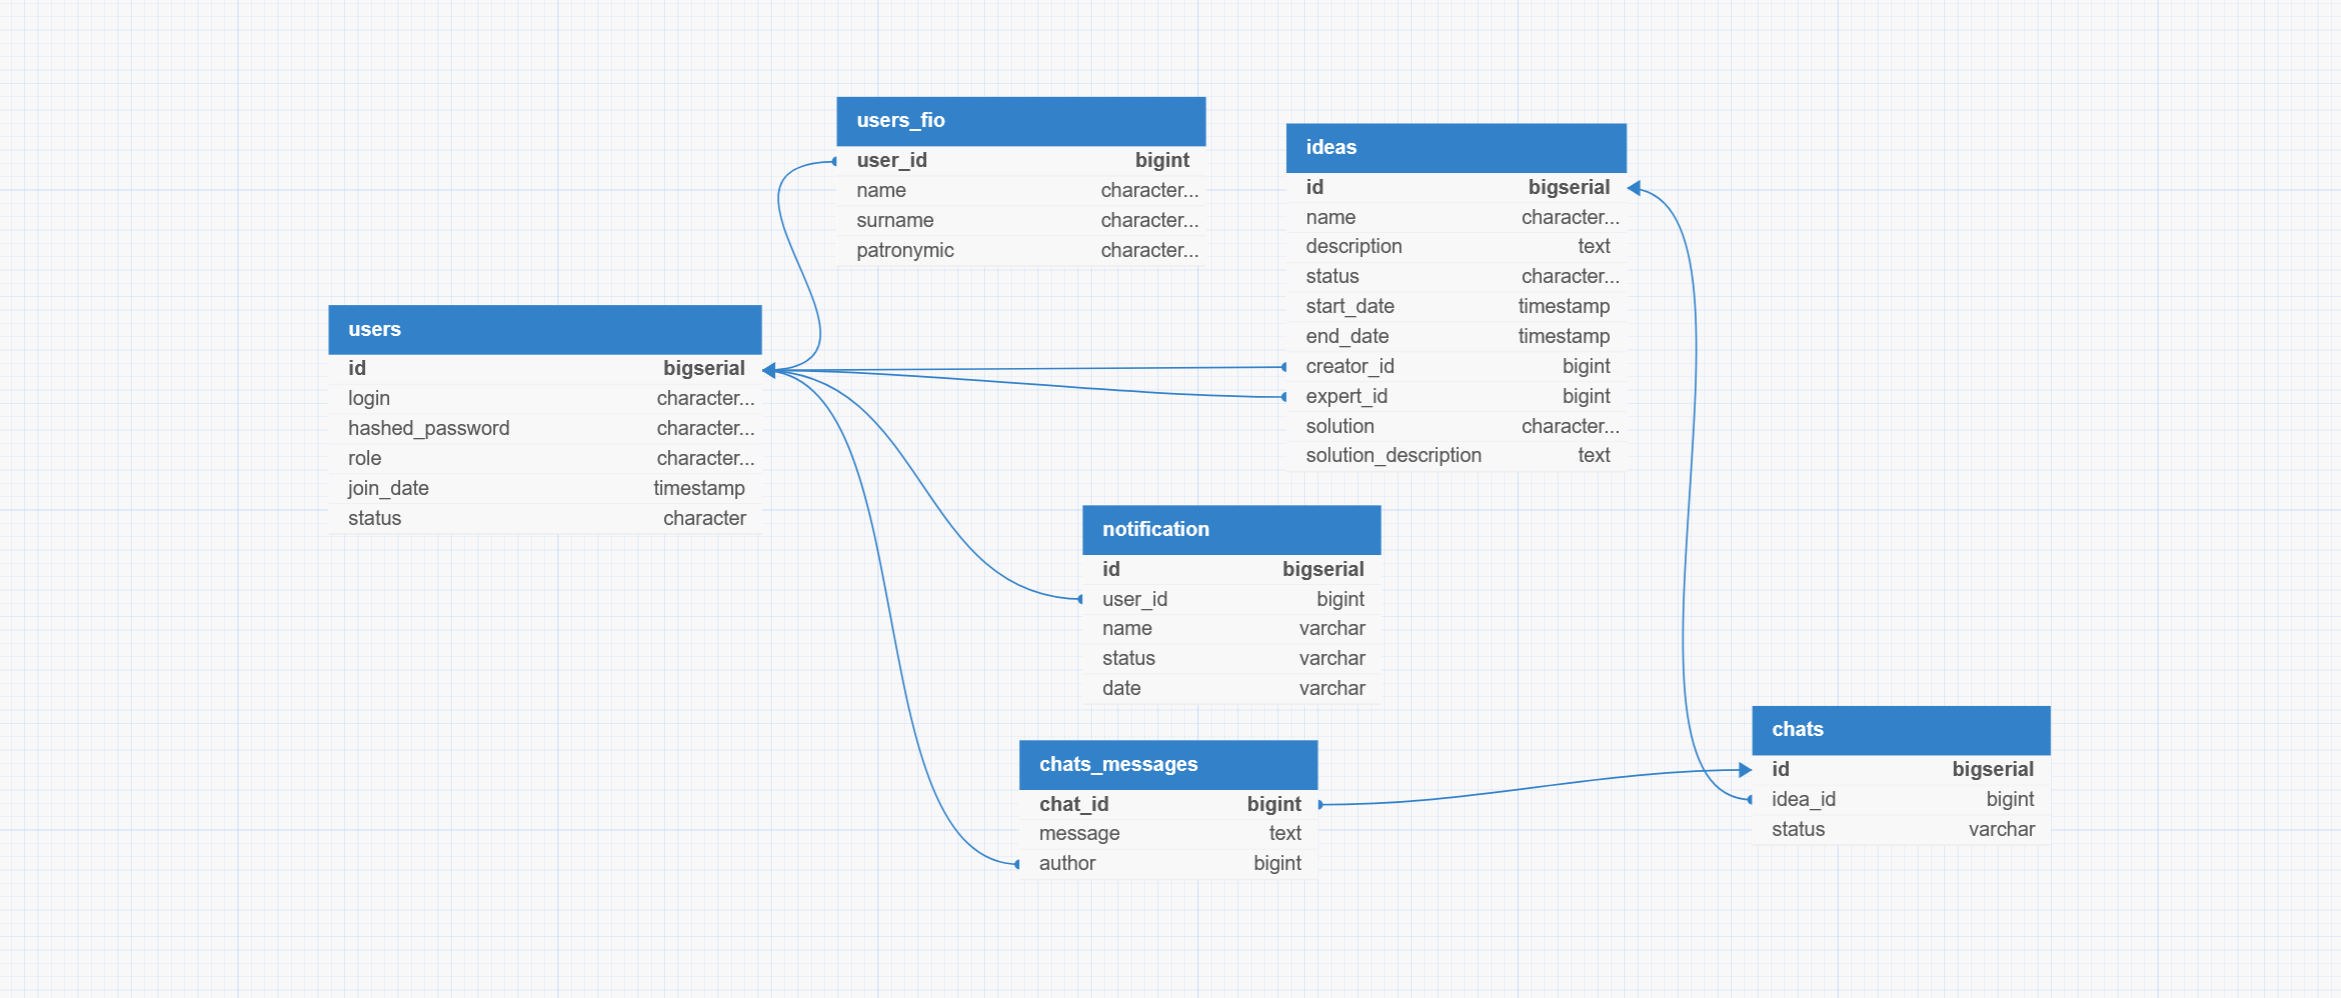 users_fio
user_id bigint
name character...
surname character...
patronymic character...
ideas
id bigserial
name character...
description text
status character...
start_date timestamp
end_date timestamp
creator_id bigint
expert_id bigint
solution character...
solution_description text
users
id bigserial
login character...
hashed_password character...
role character...
join_date timestamp
status character
notification
id bigserial
user_id bigint
name varchar
status varchar
date varchar
chats_messages
chat_id bigint
message text
author bigint
chats
id bigserial
idea_id bigint
status varchar